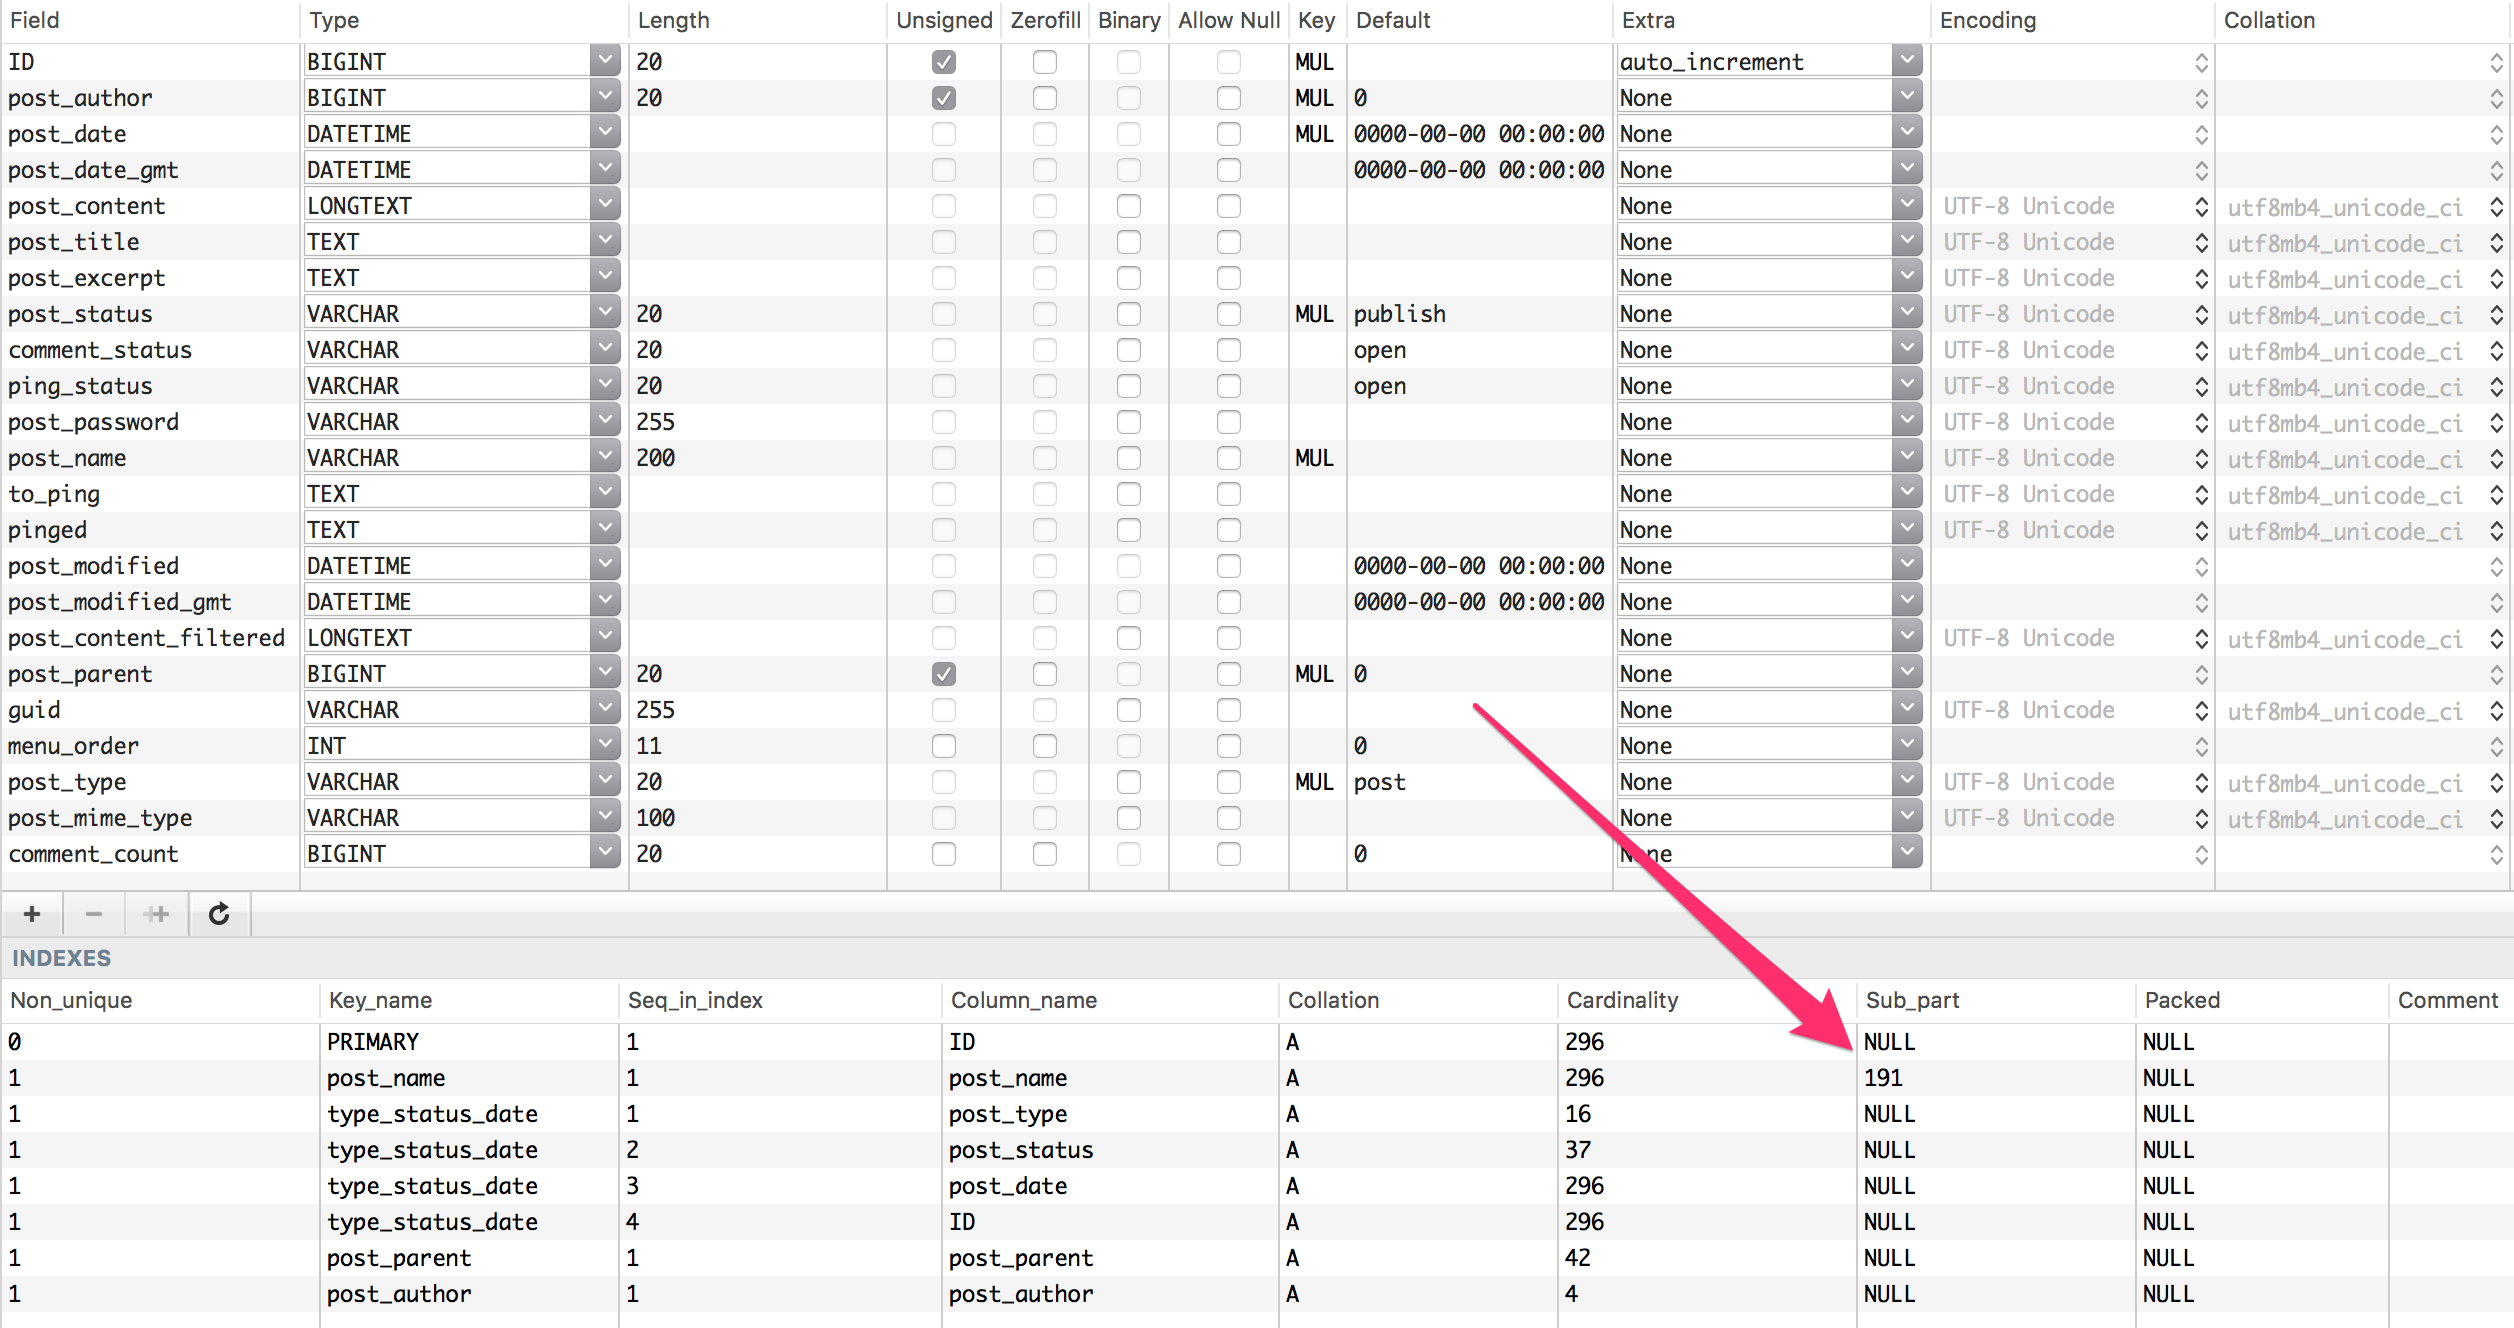 Field Type Length Unsigned Zerofill Binary Allow Null Key Default Extra Encoding Collation
ID BIGINT 20 MUL auto_increment
post_author BIGINT 20 MUL 0 None
post_date DATETIME MUL 0000-00-00 00:00:00 None
post_date_gmt DATETIME 0000-00-00 00:00:00 None
post_content LONGTEXT None UTF-8 Unicode utf8mb4_unicode_ci
post_title TEXT None UTF-8 Unicode utf8mb4_unicode_ci
post_excerpt TEXT None UTF-8 Unicode utf8mb4_unicode_ci
post_status VARCHAR 20 MUL publish None UTF-8 Unicode utf8mb4_unicode_ci
comment_status VARCHAR 20 open None UTF-8 Unicode utf8mb4_unicode_ci
ping_status VARCHAR 20 open None UTF-8 Unicode utf8mb4_unicode_ci
post_password VARCHAR 255 None UTF-8 Unicode utf8mb4_unicode_ci
post_name VARCHAR 200 MUL None UTF-8 Unicode utf8mb4_unicode_ci
to_ping TEXT None UTF-8 Unicode utf8mb4_unicode_ci
pinged TEXT None UTF-8 Unicode utf8mb4_unicode_ci
post_modified DATETIME 0000-00-00 00:00:00 None
post_modified_gmt DATETIME 0000-00-00 00:00:00 None
post_content_filtered LONGTEXT None UTF-8 Unicode utf8mb4_unicode_ci
post_parent BIGINT 20 MUL 0 None
guid VARCHAR 255 None UTF-8 Unicode utf8mb4_unicode_ci
menu_order INT 11 0 None
post_type VARCHAR 20 MUL post None UTF-8 Unicode utf8mb4_unicode_ci
post_mime_type VARCHAR 100 None UTF-8 Unicode utf8mb4_unicode_ci
comment_count BIGINT 20 0 None
INDEXES
Non_unique Key_name Seq_in_index Column_name Collation Cardinality Sub_part Packed Comment
0 PRIMARY 1 ID A 296 NULL NULL
1 post_name 1 post_name A 296 191 NULL
1 type_status_date 1 post_type A 16 NULL NULL
1 type_status_date 2 post_status A 37 NULL NULL
1 type_status_date 3 post_date A 296 NULL NULL
1 type_status_date 4 ID A 296 NULL NULL
1 post_parent 1 post_parent A 42 NULL NULL
1 post_author 1 post_author A 4 NULL NULL